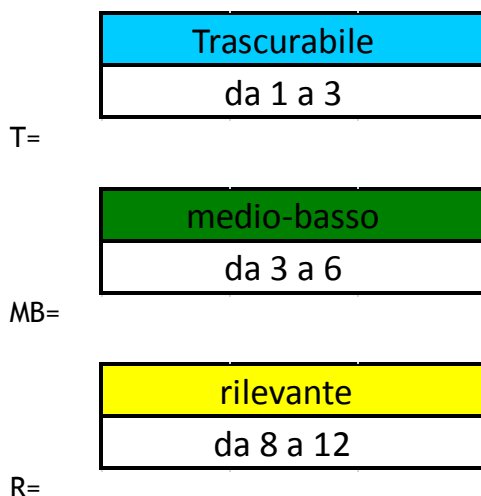 Trascurabile
da 1 a 3
T=
medio-basso
da 3 a 6
MB=
rilevante
da 8 a 12
R=